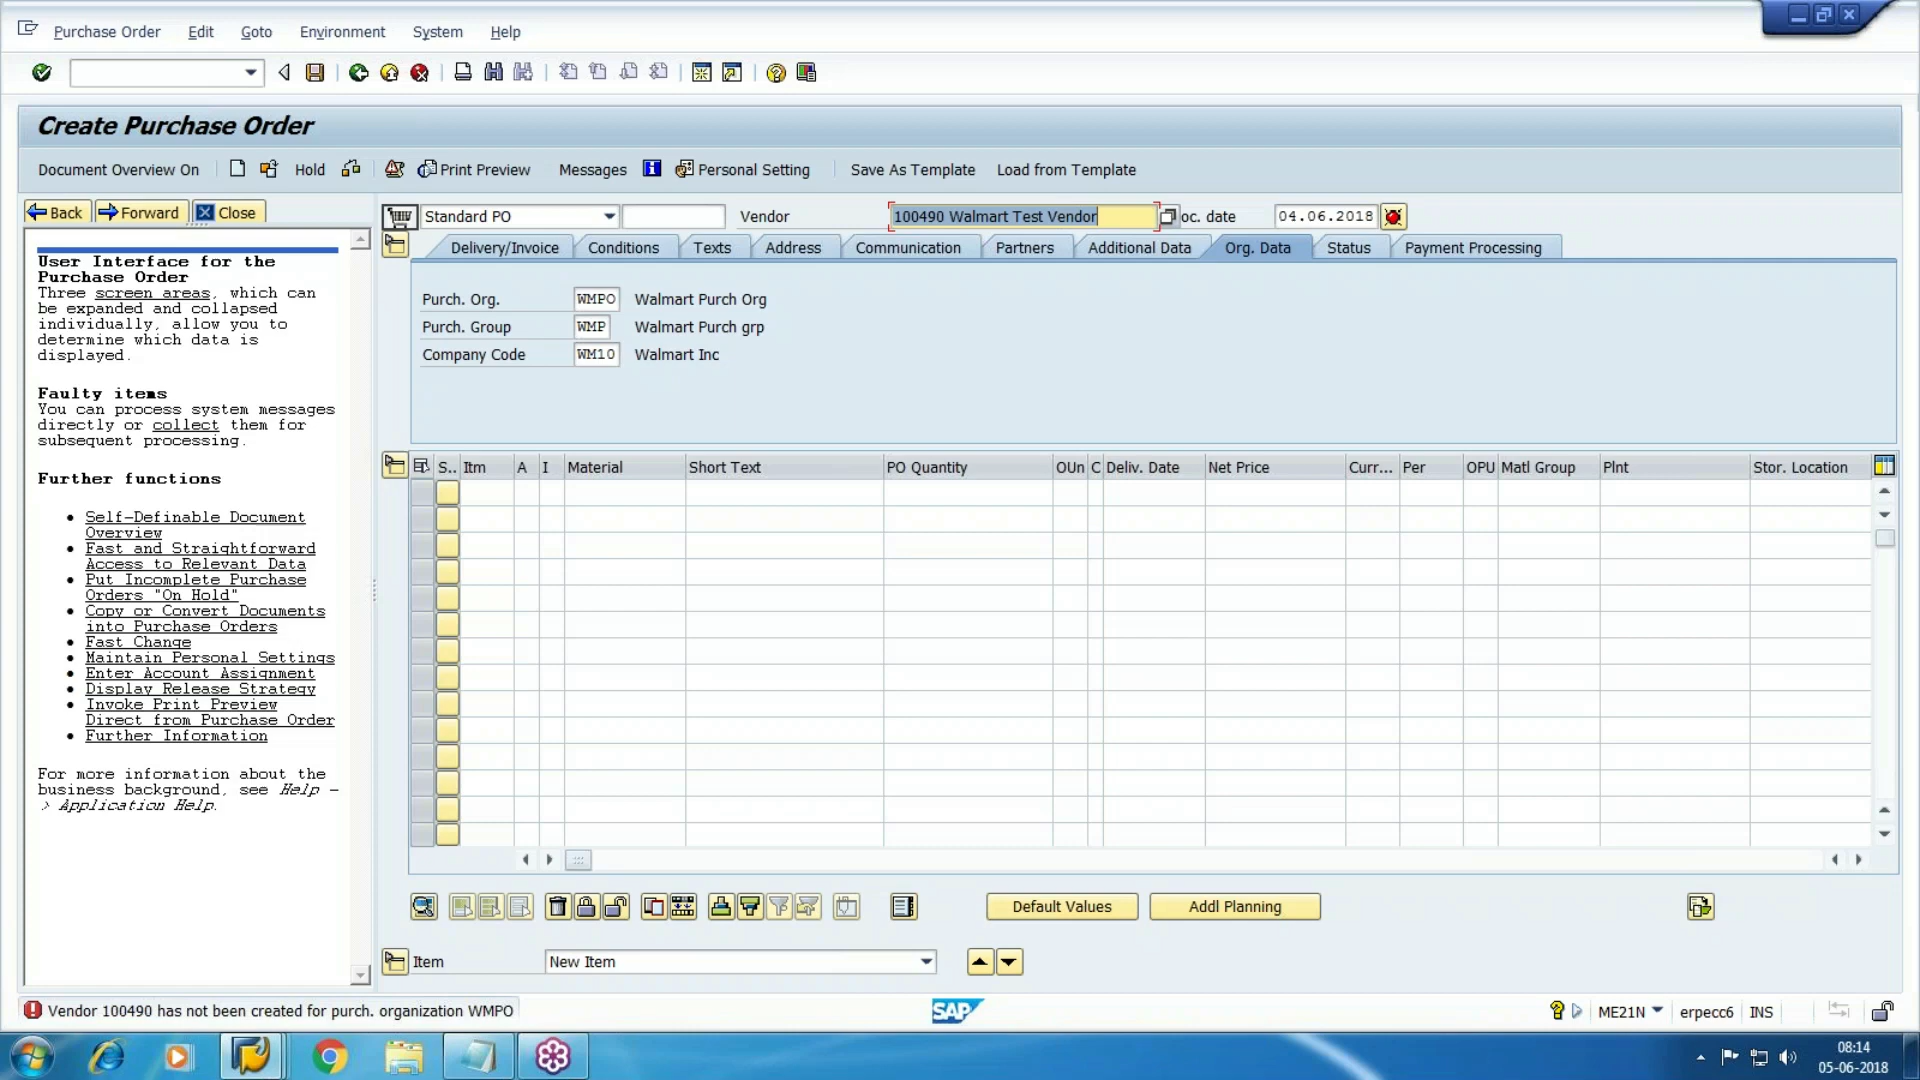 Purchase Order Edit Goto Environment System Help
Create Purchase Order
Document Overview On Hold Print Preview Messages Personal Setting Save As Template Load from Template
Back Forward Close
User Interface for the
Purchase Order
Three screen areas, which can
be expanded and collapsed
individually, allow you to
determine which data is
displayed.
Faulty items
You can process system messages
directly or collect them for
subsequent processing.
Further functions
• Self-Definable Document
Overview
• Fast and Straightforward
Access to Relevant Data
• Put Incomplete Purchase
Orders "On Hold"
• Copy or Convert Documents
into Purchase Orders
• Fast Change
• Maintain Personal Settings
• Enter Account Assignment
• Display Release Strategy
• Invoke Print Preview
Direct from Purchase Order
• Further Information
For more information about the
business background, see Help -
> Application Help.
Standard PO Vendor 100490 Walmart Test Vendor oc. date 04.06.2018
Delivery/Invoice Conditions Texts Address Communication Partners Additional Data Org. Data Status Payment Processing
Purch. Org. WMPO Walmart Purch Org
Purch. Group WMP Walmart Purch grp
Company Code WM10 Walmart Inc
S.. Itm A I Material Short Text PO Quantity OUn C Deliv. Date Net Price Curr... Per OPU Matl Group Plnt Stor. Location
Default Values Addl Planning
Item New Item
Vendor 100490 has not been created for purch. organization WMPO
SAP
ME21N erpecc6 INS
08:14
05-06-2018